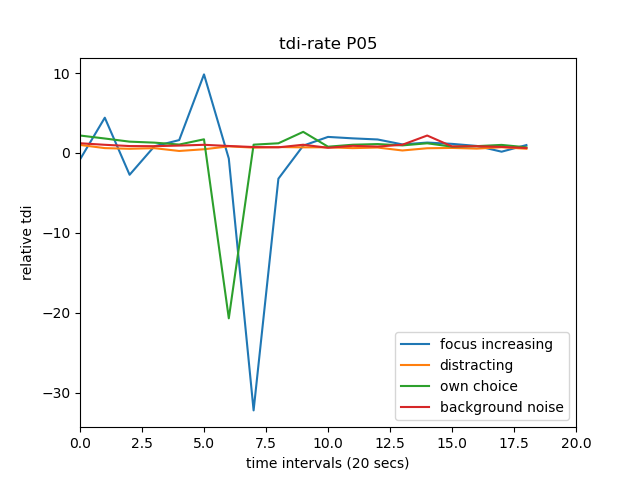 tdi-rate P05
10
0
−10
−20
−30
relative tdi
focus increasing
distracting
own choice
background noise
0.0 2.5 5.0 7.5 10.0 12.5 15.0 17.5 20.0
time intervals (20 secs)